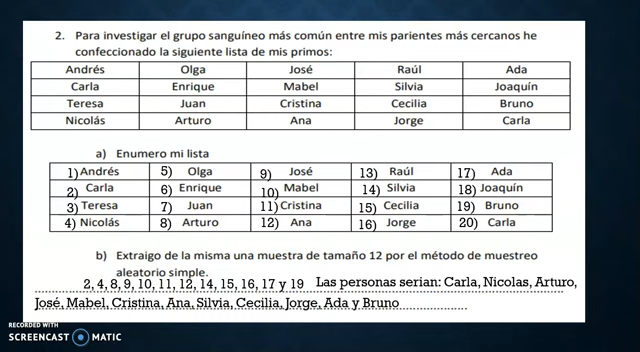 2. Para investigar el grupo sanguíneo más común entre mis parientes más cercanos he
confeccionado la siguiente lista de mis primos:
Andrés Olga José Raúl Ada
Carla Enrique Mabel Silvia Joaquín
Teresa Juan Cristina Cecilia Bruno
Nicolás Arturo Ana Jorge Carla
a) Enumero mi lista
1) Andrés 5) Olga 9) José 13) Raúl 17) Ada
2) Carla 6) Enrique 10) Mabel 14) Silvia 18) Joaquín
3) Teresa 7) Juan 11) Cristina 15) Cecilia 19) Bruno
4) Nicolás 8) Arturo 12) Ana 16) Jorge 20) Carla
b) Extraigo de la misma una muestra de tamaño 12 por el método de muestreo
aleatorio simple.
2, 4, 8, 9, 10, 11, 12, 14, 15, 16, 17 y 19 Las personas serian: Carla, Nicolas, Arturo,
José, Mabel, Cristina, Ana, Silvia, Cecilia, Jorge, Ada y Bruno
RECORDED WITH
SCREENCAST MATIC